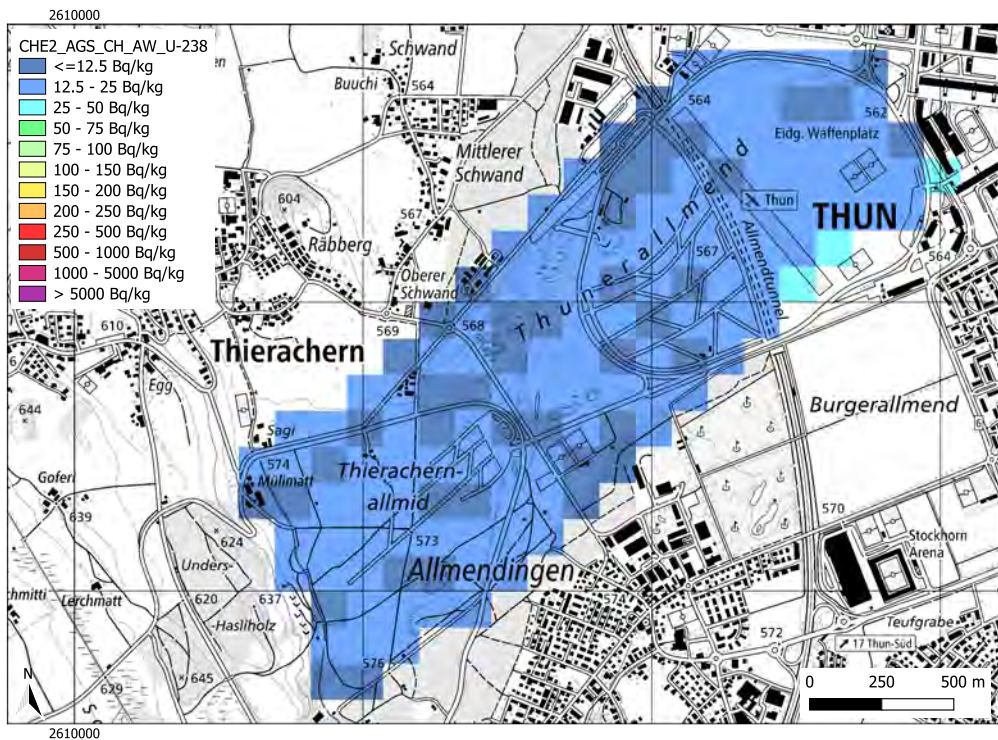 2610000
CHE2_AGS_CH_AW_U-238
<=12.5 Bq/kg
12.5 - 25 Bq/kg
25 - 50 Bq/kg
50 - 75 Bq/kg
75 - 100 Bq/kg
100 - 150 Bq/kg
150 - 200 Bq/kg
200 - 250 Bq/kg
250 - 500 Bq/kg
500 - 1000 Bq/kg
1000 - 5000 Bq/kg
> 5000 Bq/kg
Schwand
Buuchi
564
564
562
Eidg. Waffenplatz
Mittlerer
Schwand
604
Thun
THUN
567
Räbberg
Thunerallmend
567
Allmendtunnel
564
Oberer
Schwand
610
569
568
Thierachern
Egg
644
Burgerallmend
Sagi
574
Mülimatt
Thierachern-
allmid
Goferi
639
570
624
573
Stockhorn
Arena
Unders-
Allmendingen
hmitti
Lerchmatt
620
637
574
-Hasliholz
Teufgrabe
572
17 Thun-Süd
576
645
629
N
0
250
500 m
2610000